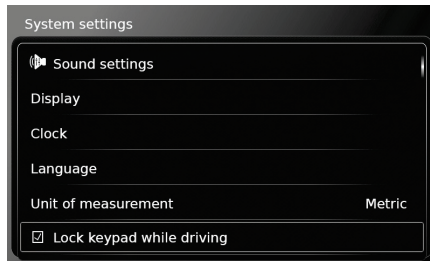 System settings
Sound settings
Display
Clock
Language
Unit of measurement Metric
Lock keypad while driving